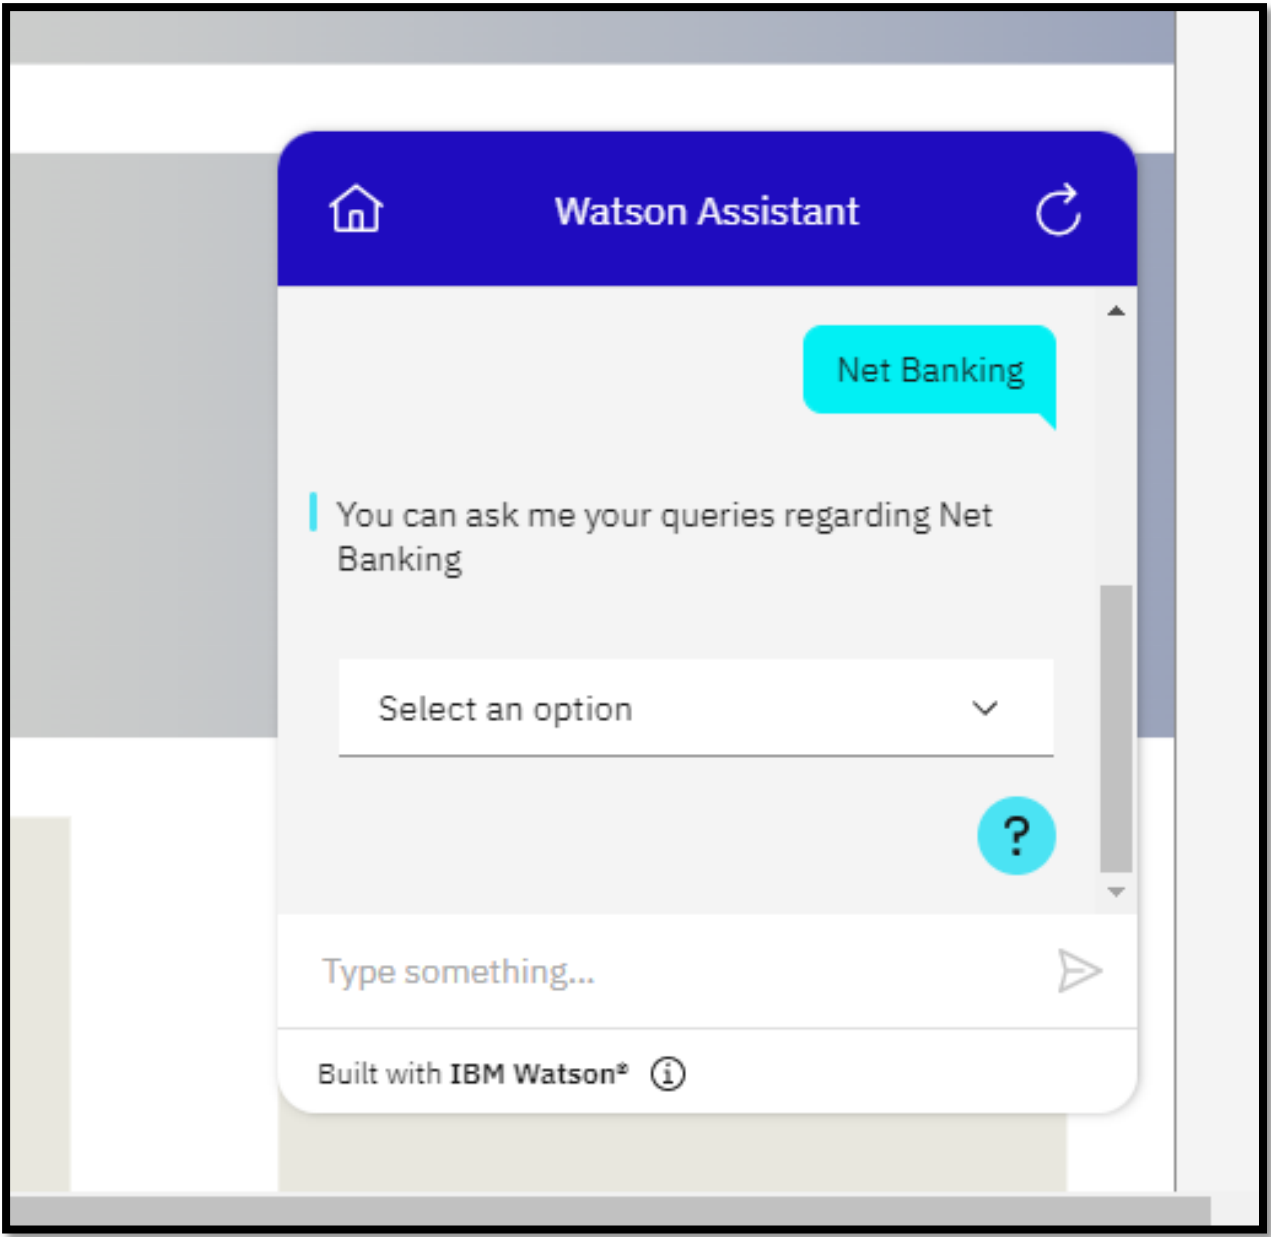 Watson Assistant
Net Banking
You can ask me your queries regarding Net
Banking
Select an option
?
Type something...
Built with IBM Watson®